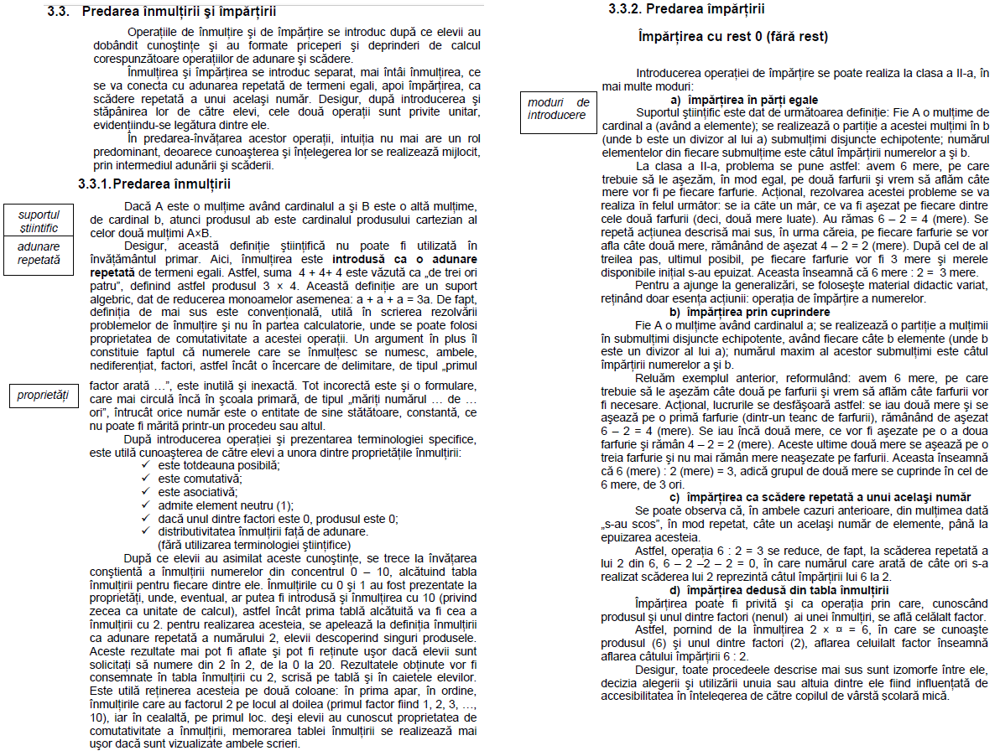 3.3. Predarea înmulţirii şi împărţirii
Operaţiile de înmulţire şi de împărţire se introduc după ce elevii au
dobândit cunoştinţe şi au formate priceperi şi deprinderi de calcul
corespunzătoare operaţiilor de adunare şi scădere.
Înmulţirea şi împărţirea se introduc separat, mai întâi înmulţirea, ce
se va conecta cu adunarea repetată de termeni egali, apoi împărţirea, ca
scădere repetată a unui acelaşi număr. Desigur, după introducerea şi
stăpânirea lor de către elevi, cele două operaţii sunt privite unitar,
evidenţiindu-se legătura dintre ele.
În predarea-învăţarea acestor operaţii, intuiţia nu mai are un rol
predominant, deoarece cunoaşterea şi înţelegerea lor se realizează mijlocit,
prin intermediul adunării şi scăderii.
3.3.1.Predarea înmulţirii
suportul
ştiintific
adunare
repetată
Dacă A este o mulţime având cardinalul a şi B este o altă mulţime,
de cardinal b, atunci produsul ab este cardinalul produsului cartezian al
celor două mulţimi A×B.
Desigur, această definiţie ştiinţifică nu poate fi utilizată în
învăţământul primar. Aici, înmulţirea este introdusă ca o adunare
repetată de termeni egali. Astfel, suma 4 + 4+ 4 este văzută ca „de trei ori
patru”, definind astfel produsul 3 × 4. Această definiţie are un suport
algebric, dat de reducerea monoamelor asemenea: a + a + a = 3a. De fapt,
definiţia de mai sus este convenţională, utilă în scrierea rezolvării
problemelor de înmulţire şi nu în partea calculatorie, unde se poate folosi
proprietatea de comutativitate a acestei operaţii. Un argument în plus îl
constituie faptul că numerele care se înmulţesc se numesc, ambele,
nediferenţiat, factori, astfel încât o încercare de delimitare, de tipul „primul
proprietăţi
factor arată …”, este inutilă şi inexactă. Tot incorectă este şi o formulare,
care mai circulă încă în şcoala primară, de tipul „măriţi numărul … de …
ori”, întrucât orice număr este o entitate de sine stătătoare, constantă, ce
nu poate fi mărită printr-un procedeu sau altul.
După introducerea operaţiei şi prezentarea terminologiei specifice,
este utilă cunoaşterea de către elevi a unora dintre proprietăţile înmulţirii:
✓ este totdeauna posibilă;
✓ este comutativă;
✓ este asociativă;
✓ admite element neutru (1);
✓ dacă unul dintre factori este 0, produsul este 0;
✓ distributivitatea înmulţirii faţă de adunare.
(fără utilizarea terminologiei ştiinţifice)
După ce elevii au asimilat aceste cunoştinţe, se trece la învăţarea
conştientă a înmulţirii numerelor din concentrul 0 – 10, alcătuind tabla
înmulţirii pentru fiecare dintre ele. Înmulţirile cu 0 şi 1 au fost prezentate la
proprietăţi, unde, eventual, ar putea fi introdusă şi înmulţirea cu 10 (privind
zecea ca unitate de calcul), astfel încât prima tablă alcătuită va fi cea a
înmulţirii cu 2. pentru realizarea acesteia, se apelează la definiţia înmulţirii
ca adunare repetată a numărului 2, elevii descoperind singuri produsele.
Aceste rezultate mai pot fi aflate şi pot fi reţinute uşor dacă elevii sunt
solicitaţi să numere din 2 în 2, de la 0 la 20. Rezultatele obţinute vor fi
consemnate în tabla înmulţirii cu 2, scrisă pe tablă şi în caietele elevilor.
Este utilă reţinerea acesteia pe două coloane: în prima apar, în ordine,
înmulţirile care au factorul 2 pe locul al doilea (primul factor fiind 1, 2, 3, …,
10), iar în cealaltă, pe primul loc. deşi elevii au cunoscut proprietatea de
comutativitate a înmulţirii, memorarea tablei înmulţirii se realizează mai
uşor dacă sunt vizualizate ambele scrieri.
3.3.2. Predarea împărţirii
Împărţirea cu rest 0 (fără rest)
moduri de
introducere
Introducerea operaţiei de împărţire se poate realiza la clasa a II-a, în
mai multe moduri:
a) împărţirea în părţi egale
Suportul ştiinţific este dat de următoarea definiţie: Fie A o mulţime de
cardinal a (având a elemente); se realizează o partiţie a acestei mulţimi în b
(unde b este un divizor al lui a) submulţimi disjuncte echipotente; numărul
elementelor din fiecare submulţime este câtul împărţirii numerelor a şi b.
La clasa a II-a, problema se pune astfel: avem 6 mere, pe care
trebuie să le aşezăm, în mod egal, pe două farfurii şi vrem să aflăm câte
mere vor fi pe fiecare farfurie. Acţional, rezolvarea acestei probleme se va
realiza în felul următor: se ia câte un măr, ce va fi aşezat pe fiecare dintre
cele două farfurii (deci, două mere luate). Au rămas 6 – 2 = 4 (mere). Se
repetă acţiunea descrisă mai sus, în urma căreia, pe fiecare farfurie se vor
afla câte două mere, rămânând de aşezat 4 – 2 = 2 (mere). După cel de al
treilea pas, ultimul posibil, pe fiecare farfurie vor fi 3 mere şi merele
disponibile iniţial s-au epuizat. Aceasta înseamnă că 6 mere : 2 = 3 mere.
Pentru a ajunge la generalizări, se foloseşte material didactic variat,
reţinând doar esenţa acţiunii: operaţia de împărţire a numerelor.
b) împărţirea prin cuprindere
Fie A o mulţime având cardinalul a; se realizează o partiţie a mulţimii
în submulţimi disjuncte echipotente, având fiecare câte b elemente (unde b
este un divizor al lui a); numărul maxim al acestor submulţimi este câtul
împărţirii numerelor a şi b.
Reluăm exemplul anterior, reformulând: avem 6 mere, pe care
trebuie să le aşezăm câte două pe farfurii şi vrem să aflăm câte farfurii vor
fi necesare. Acţional, lucrurile se desfăşoară astfel: se iau două mere şi se
aşează pe o primă farfurie (dintr-un teanc de farfurii), rămânând de aşezat
6 – 2 = 4 (mere). Se iau încă două mere, ce vor fi aşezate pe o a doua
farfurie şi rămân 4 – 2 = 2 (mere). Aceste ultime două mere se aşează pe o
treia farfurie şi nu mai rămân mere neaşezate pe farfurii. Aceasta înseamnă
că 6 (mere) : 2 (mere) = 3, adică grupul de două mere se cuprinde în cel de
6 mere, de 3 ori.
c) împărţirea ca scădere repetată a unui acelaşi număr
Se poate observa că, în ambele cazuri anterioare, din mulţimea dată
„s-au scos”, în mod repetat, câte un acelaşi număr de elemente, până la
epuizarea acesteia.
Astfel, operaţia 6 : 2 = 3 se reduce, de fapt, la scăderea repetată a
lui 2 din 6, 6 – 2 –2 – 2 = 0, în care numărul care arată de câte ori s-a
realizat scăderea lui 2 reprezintă câtul împărţirii lui 6 la 2.
d) împărţirea dedusă din tabla înmulţirii
Împărţirea poate fi privită şi ca operaţia prin care, cunoscând
produsul şi unul dintre factori (nenul) ai unei înmulţiri, se află celălalt factor.
Astfel, pornind de la înmulţirea 2 × ¤ = 6, în care se cunoaşte
produsul (6) şi unul dintre factori (2), aflarea celuilalt factor înseamnă
aflarea câtului împărţirii 6 : 2.
Desigur, toate procedeele descrise mai sus sunt izomorfe între ele,
decizia alegerii şi utilizării unuia sau altuia dintre ele fiind influenţată de
accesibilitatea în înţelegerea de către copilul de vârstă şcolară mică.